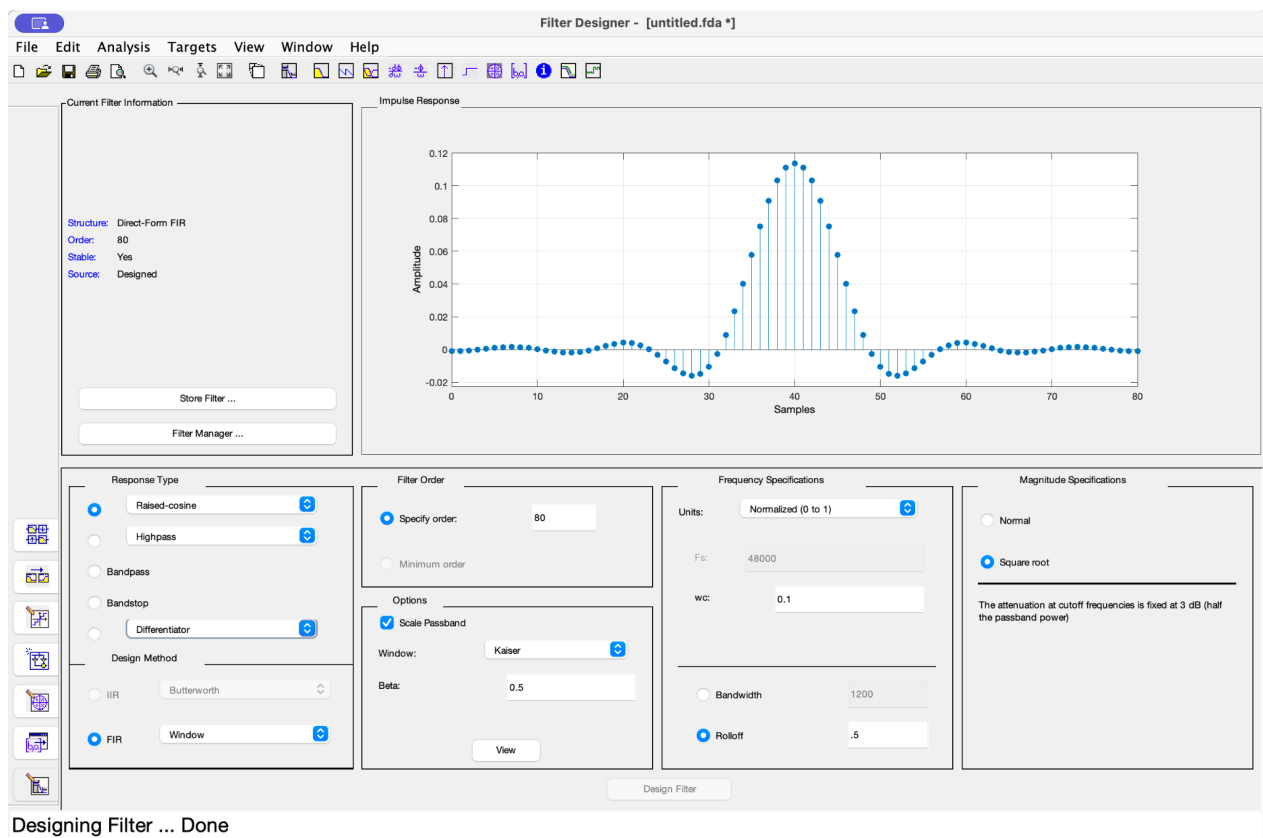 Filter Designer - [untitled.fda *]
File Edit Analysis Targets View Window Help
Current Filter Information
Structure: Direct-Form FIR
Order: 80
Stable: Yes
Source: Designed
Store Filter ...
Filter Manager ...
Impulse Response
0.12
0.1
0.08
0.06
0.04
0.02
0
-0.02
Amplitude
0 10 20 30 40 50 60 70 80
Samples
Response Type
Raised-cosine
Highpass
Bandpass
Bandstop
Differentiator
Design Method
IIR Butterworth
FIR Window
Filter Order
Specify order: 80
Minimum order
Options
Scale Passband
Window: Kaiser
Beta: 0.5
View
Frequency Specifications
Units: Normalized (0 to 1)
Fs: 48000
wc: 0.1
Bandwidth 1200
Rolloff .5
Magnitude Specifications
Normal
Square root
The attenuation at cutoff frequencies is fixed at 3 dB (half
the passband power)
Design Filter
Designing Filter ... Done